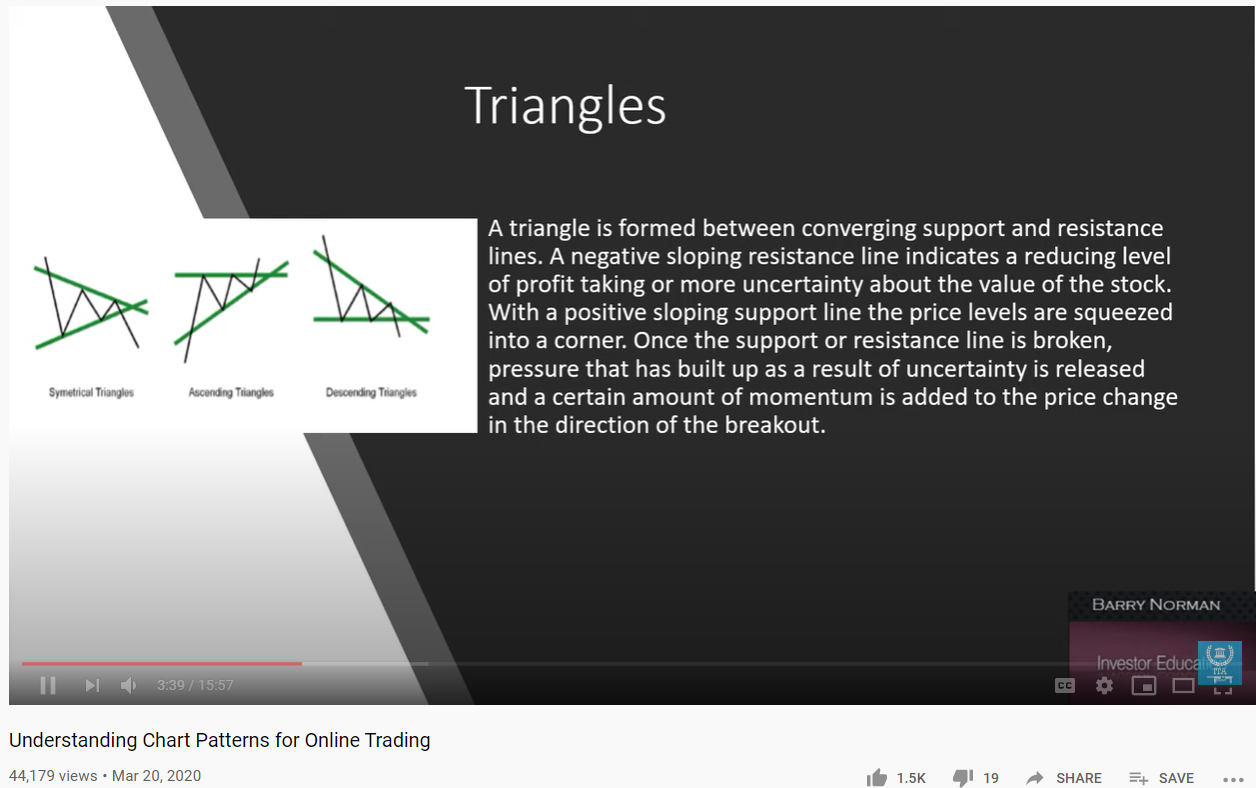 Triangles
A triangle is formed between converging support and resistance
lines. A negative sloping resistance line indicates a reducing level
of profit taking or more uncertainty about the value of the stock.
With a positive sloping support line the price levels are squeezed
into a corner. Once the support or resistance line is broken,
pressure that has built up as a result of uncertainty is released
and a certain amount of momentum is added to the price change
in the direction of the breakout.
Symetrical Triangles
Ascending Triangles
Descending Triangles
BARRY NORMAN
Investor Educa
3:39 / 15:57
CC
Understanding Chart Patterns for Online Trading
44,179 views • Mar 20, 2020
1.5K
19
SHARE
SAVE